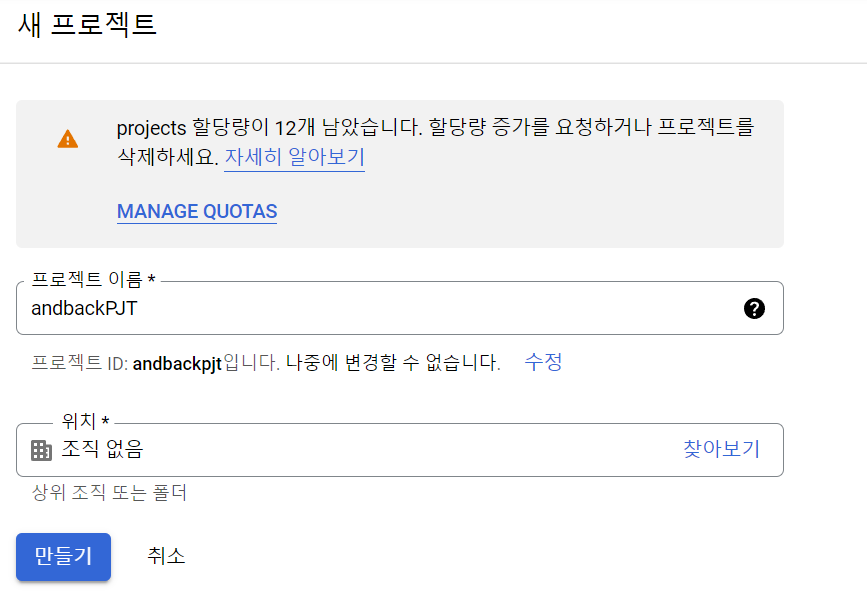 새 프로젝트
projects 할당량이 12개 남았습니다. 할당량 증가를 요청하거나 프로젝트를
삭제하세요. 자세히 알아보기
MANAGE QUOTAS
프로젝트 이름 *
andbackPJT
프로젝트 ID: andbackpjt입니다. 나중에 변경할 수 없습니다. 수정
위치 *
조직 없음 찾아보기
상위 조직 또는 폴더
만들기 취소